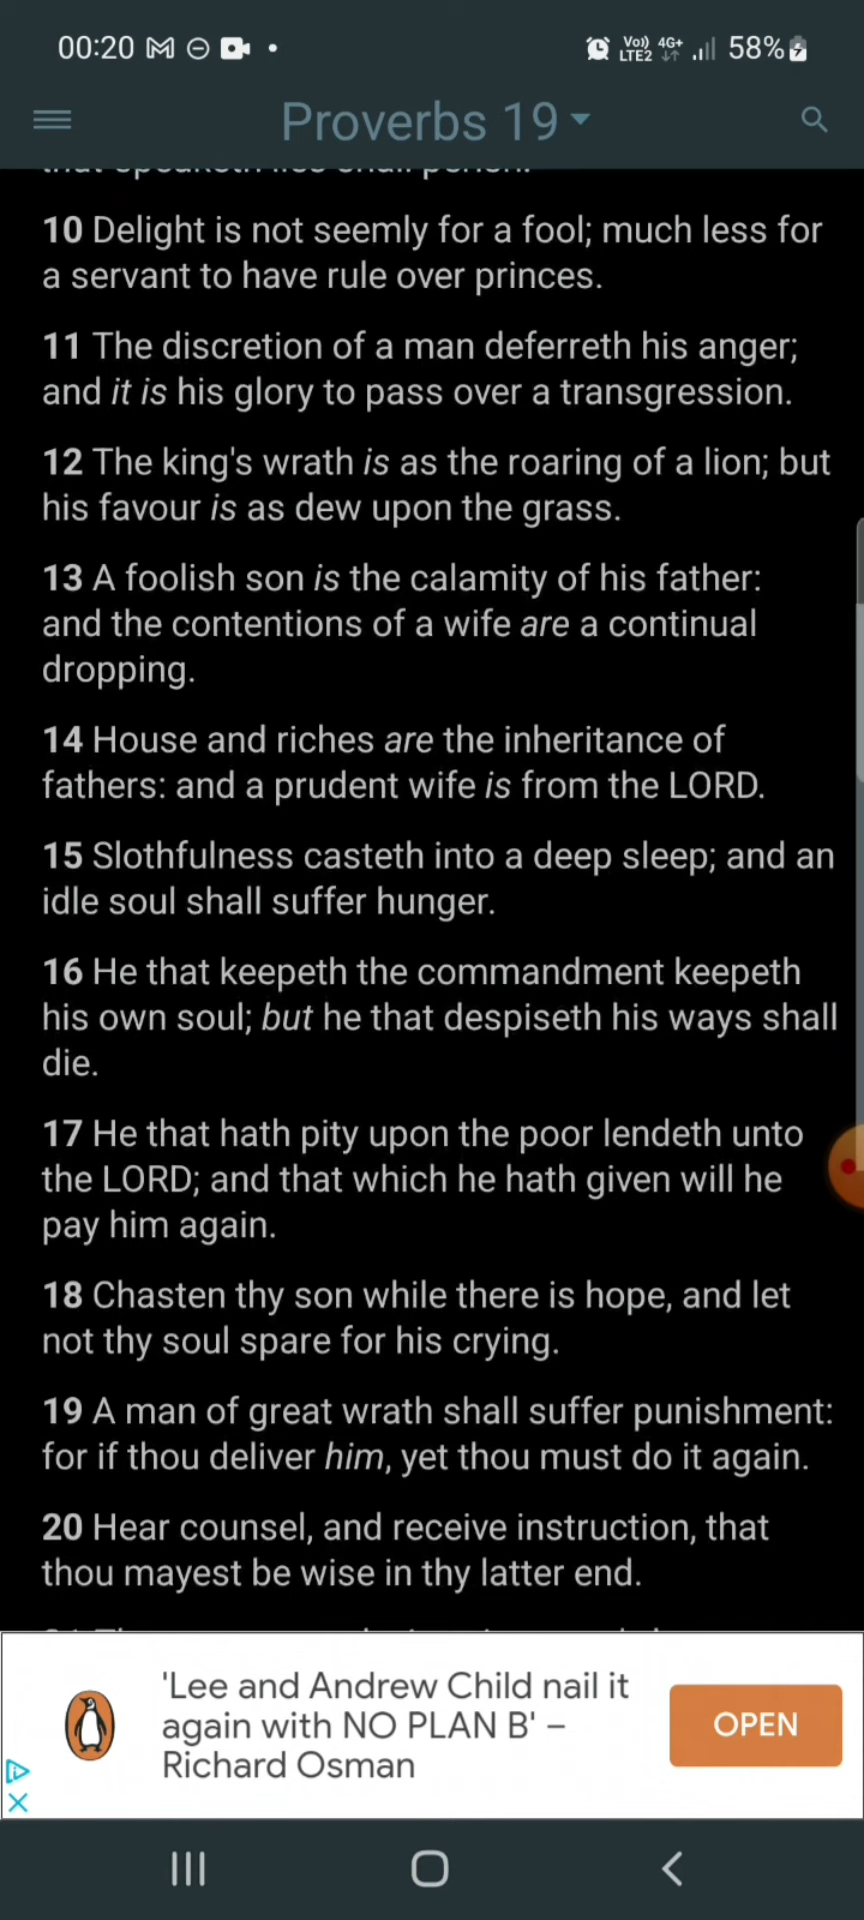 00:20
Vo)) LTE2 4G+ 58%
Proverbs 19
that speaketh lies shall perish.
10 Delight is not seemly for a fool; much less for
a servant to have rule over princes.
11 The discretion of a man deferreth his anger;
and it is his glory to pass over a transgression.
12 The king's wrath is as the roaring of a lion; but
his favour is as dew upon the grass.
13 A foolish son is the calamity of his father:
and the contentions of a wife are a continual
dropping.
14 House and riches are the inheritance of
fathers: and a prudent wife is from the LORD.
15 Slothfulness casteth into a deep sleep; and an
idle soul shall suffer hunger.
16 He that keepeth the commandment keepeth
his own soul; but he that despiseth his ways shall
die.
17 He that hath pity upon the poor lendeth unto
the LORD; and that which he hath given will he
pay him again.
18 Chasten thy son while there is hope, and let
not thy soul spare for his crying.
19 A man of great wrath shall suffer punishment:
for if thou deliver him, yet thou must do it again.
20 Hear counsel, and receive instruction, that
thou mayest be wise in thy latter end.
'Lee and Andrew Child nail it
again with NO PLAN B' –
Richard Osman
OPEN